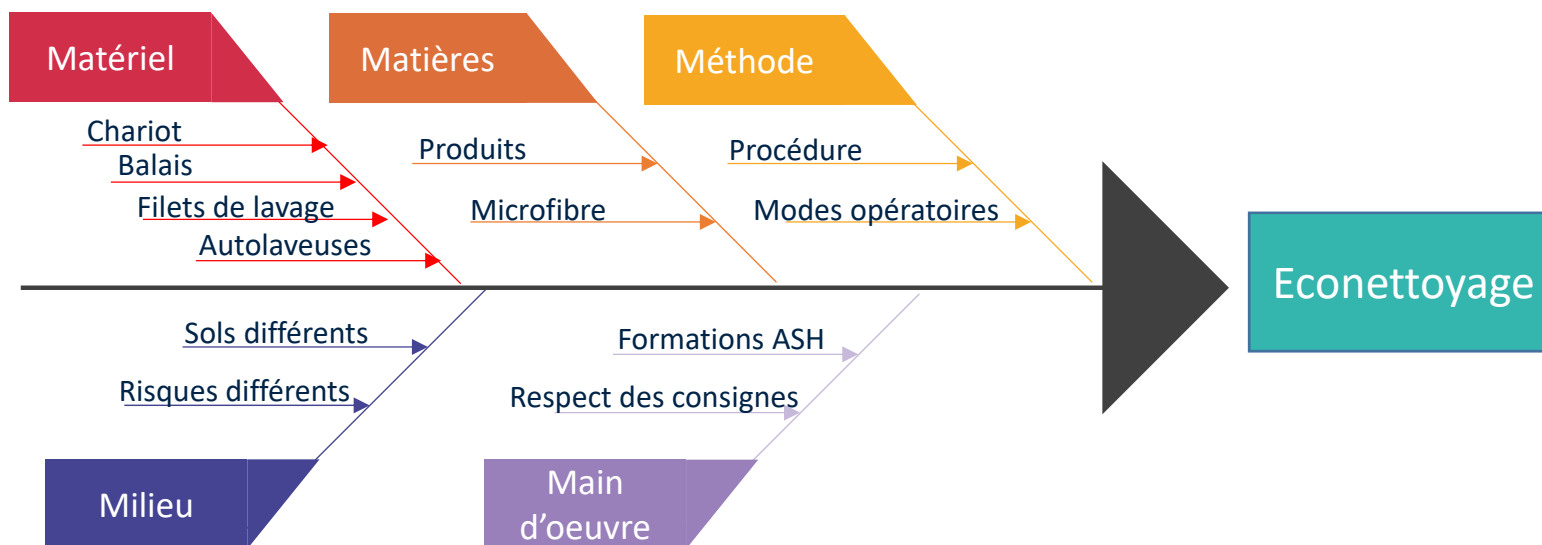 Matériel
Matières
Méthode
Chariot
Balais
Filets de lavage
Autolaveuses
Produits
Microfibre
Procédure
Modes opératoires
Econettoyage
Sols différents
Risques différents
Formations ASH
Respect des consignes
Milieu
Main
d’oeuvre